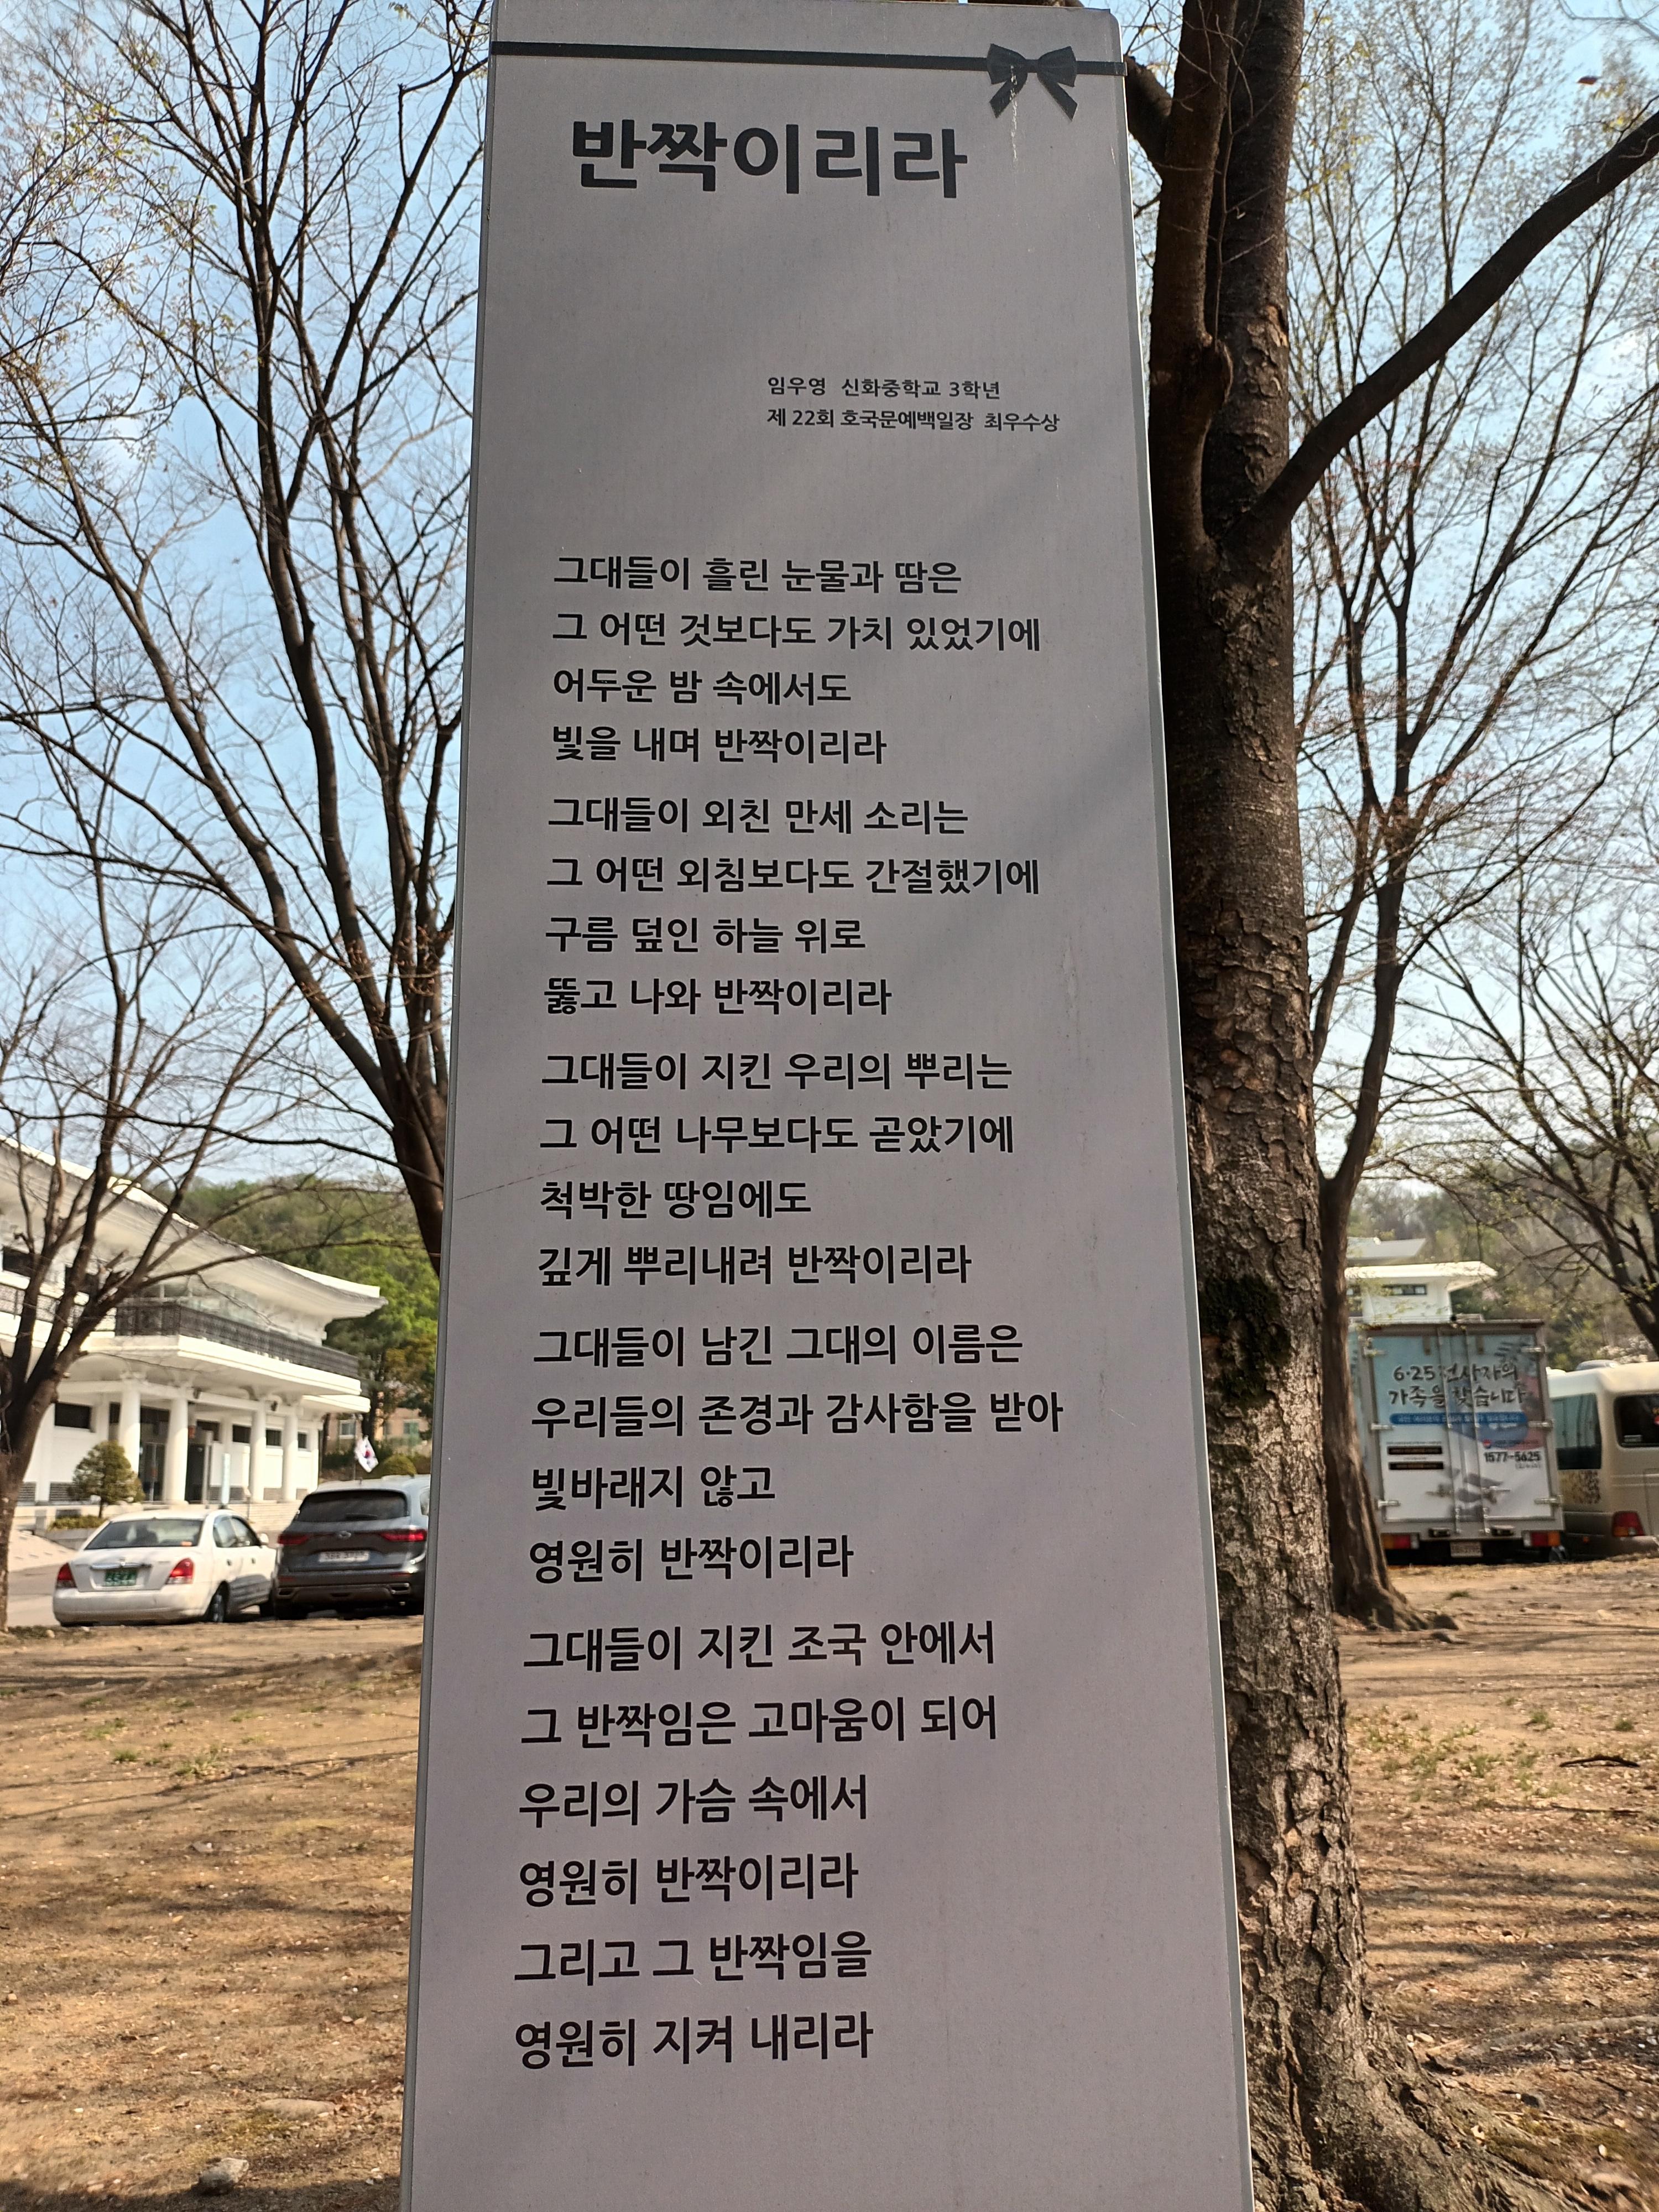 반짝이리라
임우영 신화중학교 3학년
제 22회 호국문예백일장 최우수상
그대들이 흘린 눈물과 땀은
그 어떤 것보다도 가치 있었기에
어두운 밤 속에서도
빛을 내며 반짝이리라
그대들이 외친 만세 소리는
그 어떤 외침보다도 간절했기에
구름 덮인 하늘 위로
뚫고 나와 반짝이리라
그대들이 지킨 우리의 뿌리는
그 어떤 나무보다도 곧았기에
척박한 땅임에도
깊게 뿌리내려 반짝이리라
그대들이 남긴 그대의 이름은
우리들의 존경과 감사함을 받아
빛바래지 않고
영원히 반짝이리라
그대들이 지킨 조국 안에서
그 반짝임은 고마움이 되어
우리의 가슴 속에서
영원히 반짝이리라
그리고 그 반짝임을
영원히 지켜 내리라
6·25 전사자의
가족을 찾습니다
1577-5625